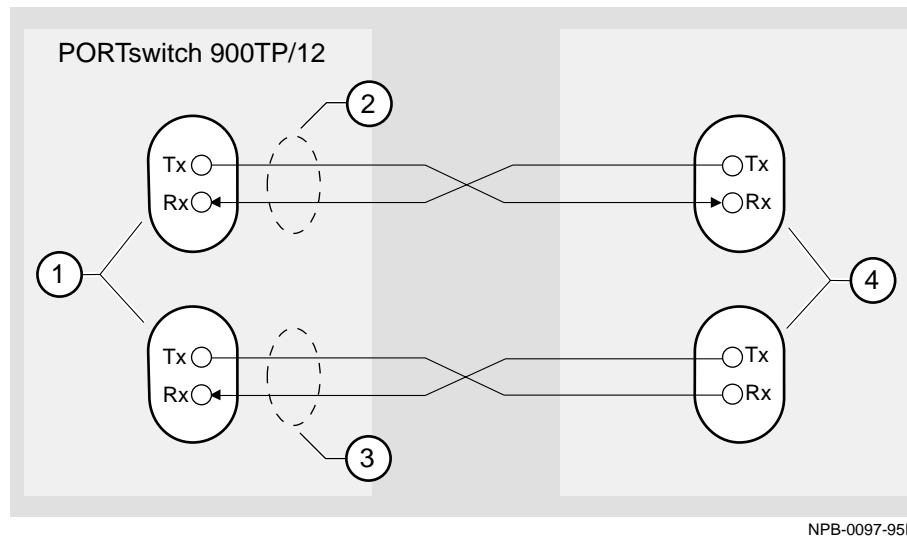 PORTswitch 900TP/12
2
Tx
Tx
Rx
Rx
1
4
Tx
Tx
Rx
Rx
3
NPB-0097-95